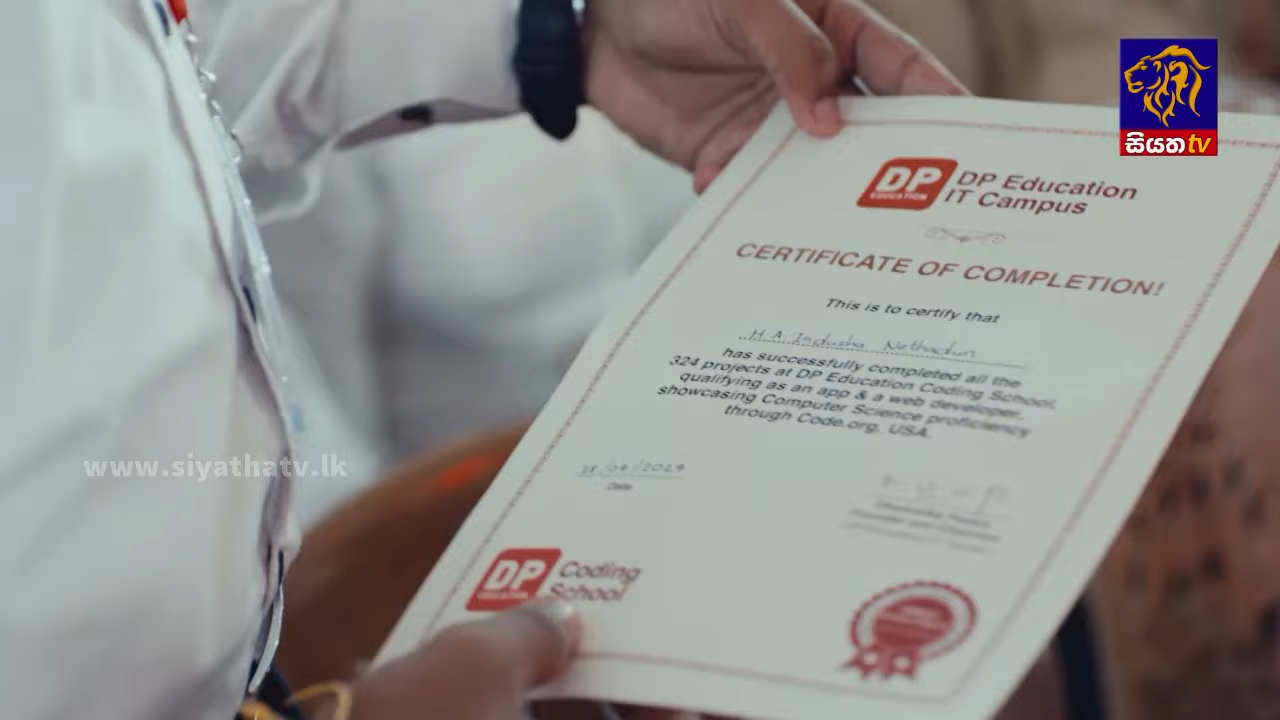 සියත tv
DP
EDUCATION
DP Education
IT Campus
CERTIFICATE OF COMPLETION!
This is to certify that
H.A. Indusha Nethadun
has successfully completed all the
324 projects at DP Education Coding School,
qualifying as an app & a web developer,
showcasing Computer Science proficiency
through Code.org, USA.
www.siyathatv.lk
Date
DP
EDUCATION
Coding
School